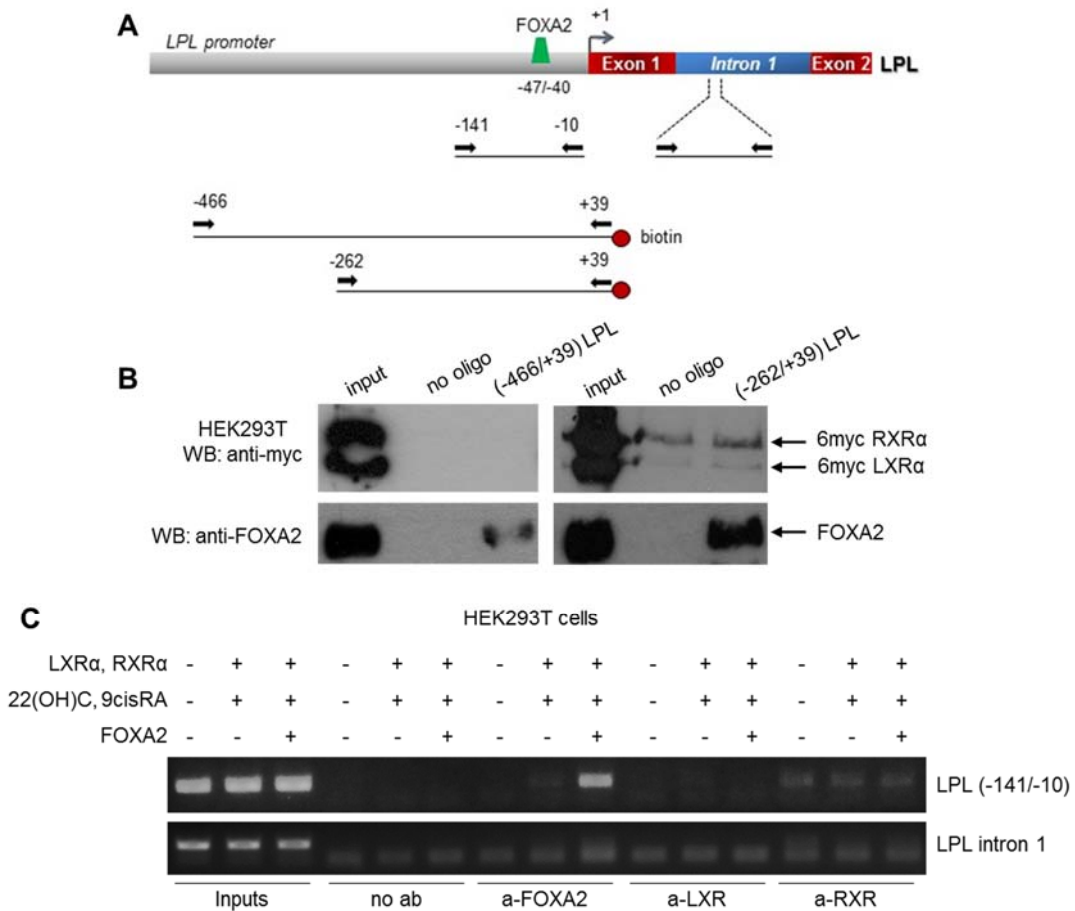 A
LPL promoter
FOXA2
+1
Exon 1
Intron 1
Exon 2
LPL
-47/-40
-141
-10
-466
+39
biotin
-262
+39
B
input
no oligo
(-466/+39) LPL
input
no oligo
(-262/+39) LPL
HEK293T
WB: anti-myc
6myc RXRα
6myc LXRα
WB: anti-FOXA2
FOXA2
C
HEK293T cells
LXRα, RXRα - + + - + + - + + - + + - + +
22(OH)C, 9cisRA - + + - + + - + + - + + - + +
FOXA2 - - + - - + - - + - - + - - +
LPL (-141/-10)
LPL intron 1
Inputs no ab a-FOXA2 a-LXR a-RXR